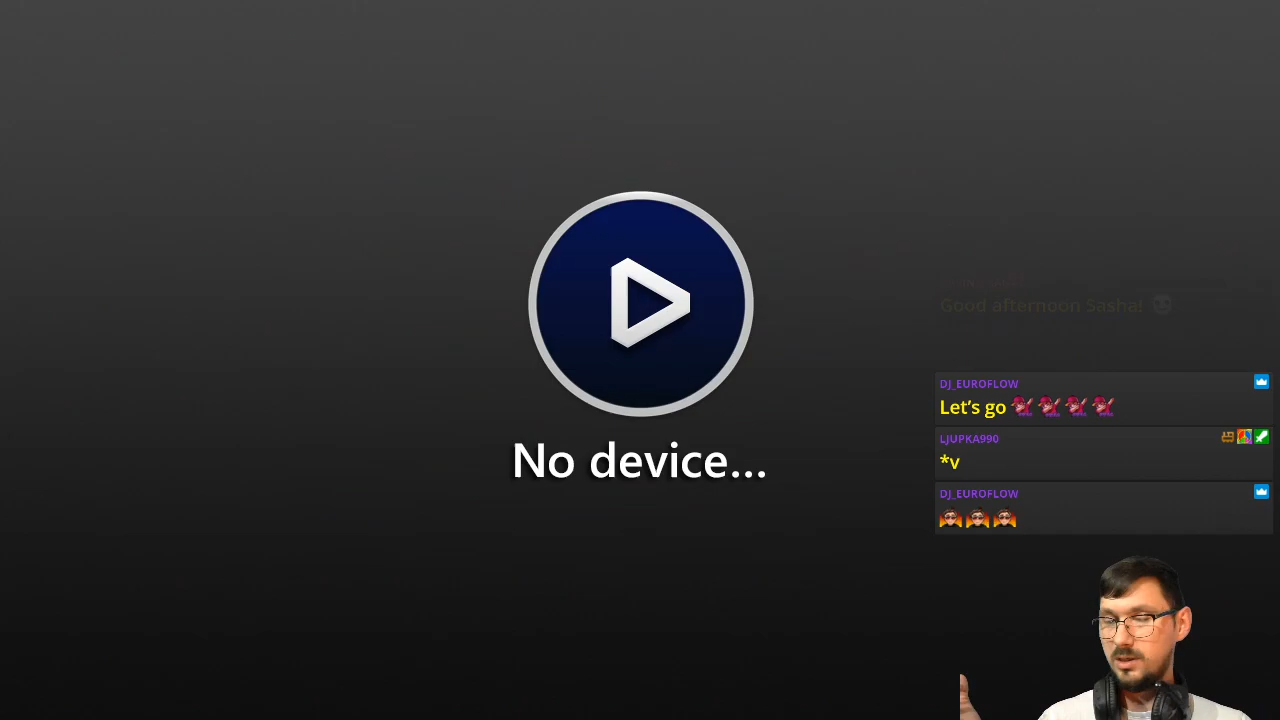 Good afternoon Sasha!
DJ_EUROFLOW
Let's go
LJUPKA990
*v
DJ_EUROFLOW
No device...